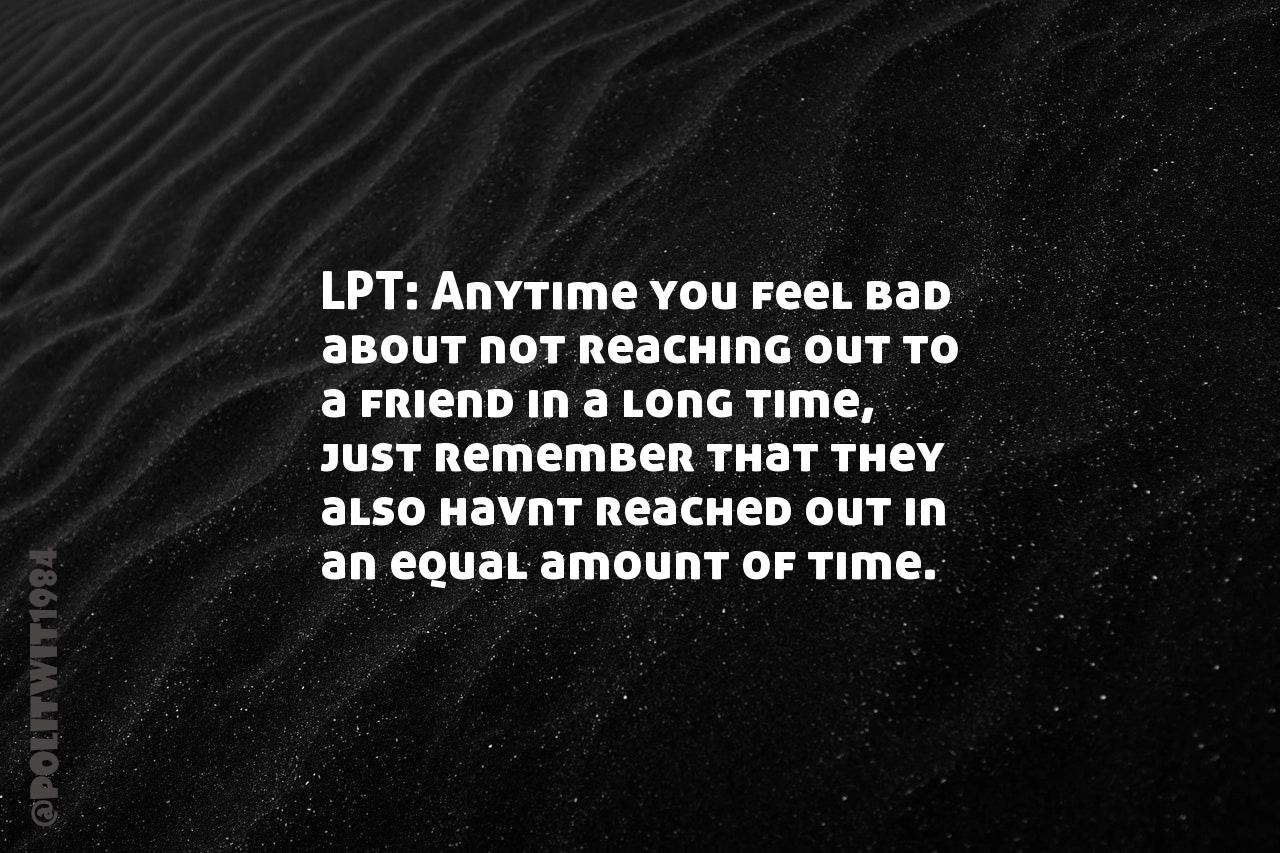 LPT: Anytime you feel bad
about not reaching out to
a friend in a long time,
just remember that they
also havnt reached out in
an equal amount of time.
@POLITWIT1984